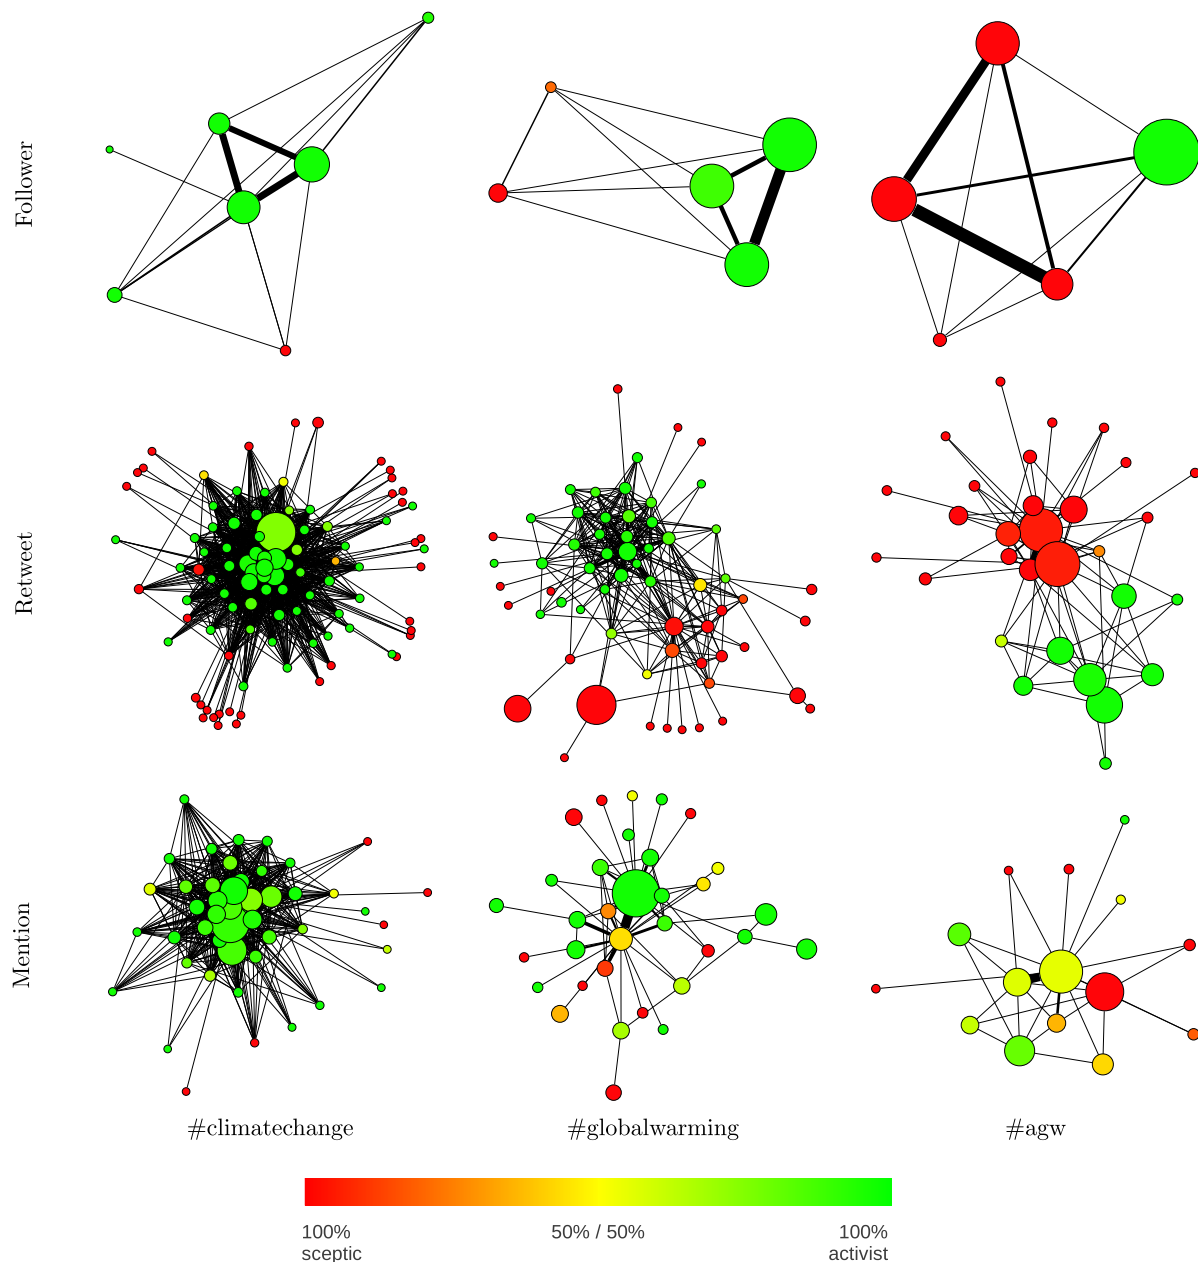 Follower
Retweet
Mention
#climatechange
#globalwarming
#agw
100%
sceptic
50% / 50%
100%
activist